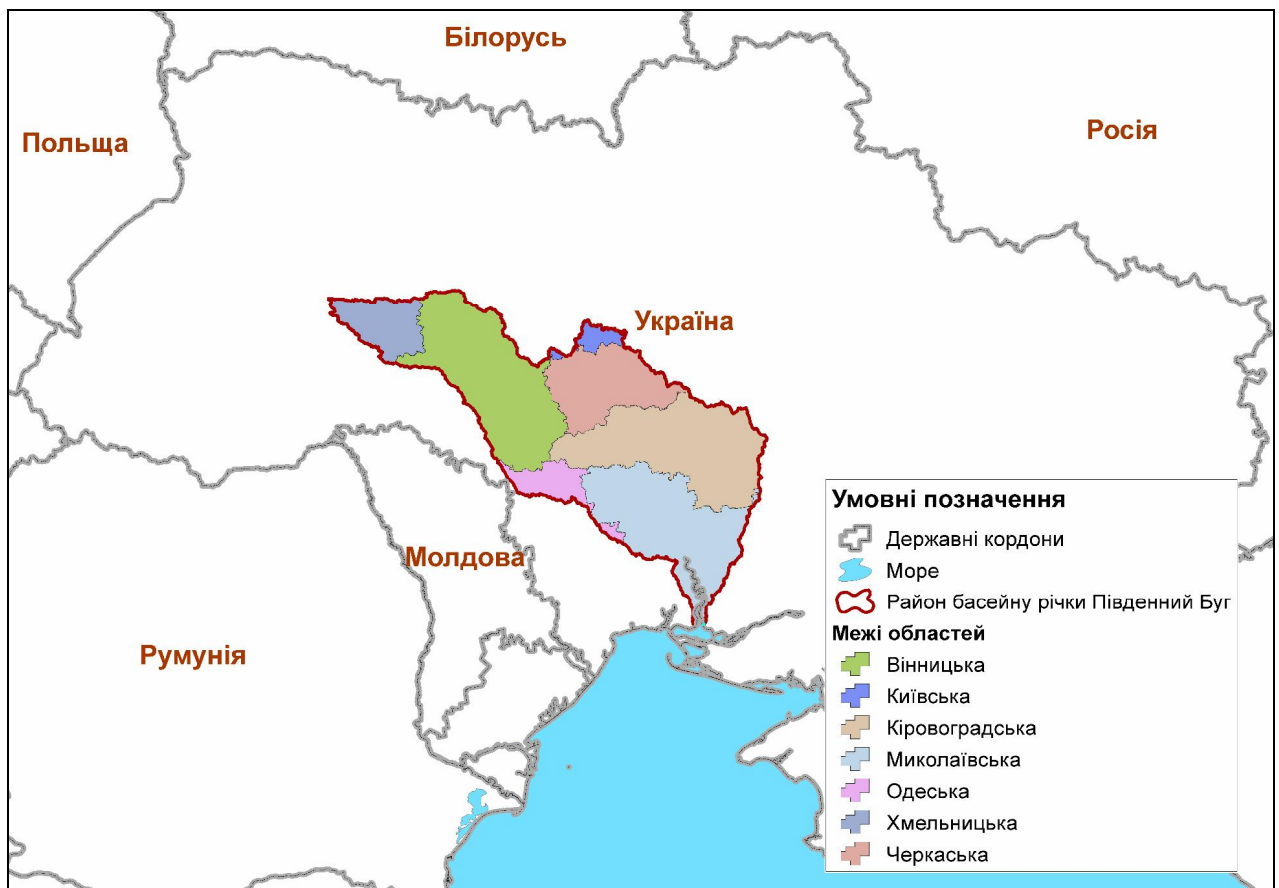 Білорусь
Польща
Росія
Україна
Молдова
Румунія
Умовні позначення
Державні кордони
Море
Район басейну річки Південний Буг
Межі областей
Вінницька
Київська
Кіровоградська
Миколаївська
Одеська
Хмельницька
Черкаська